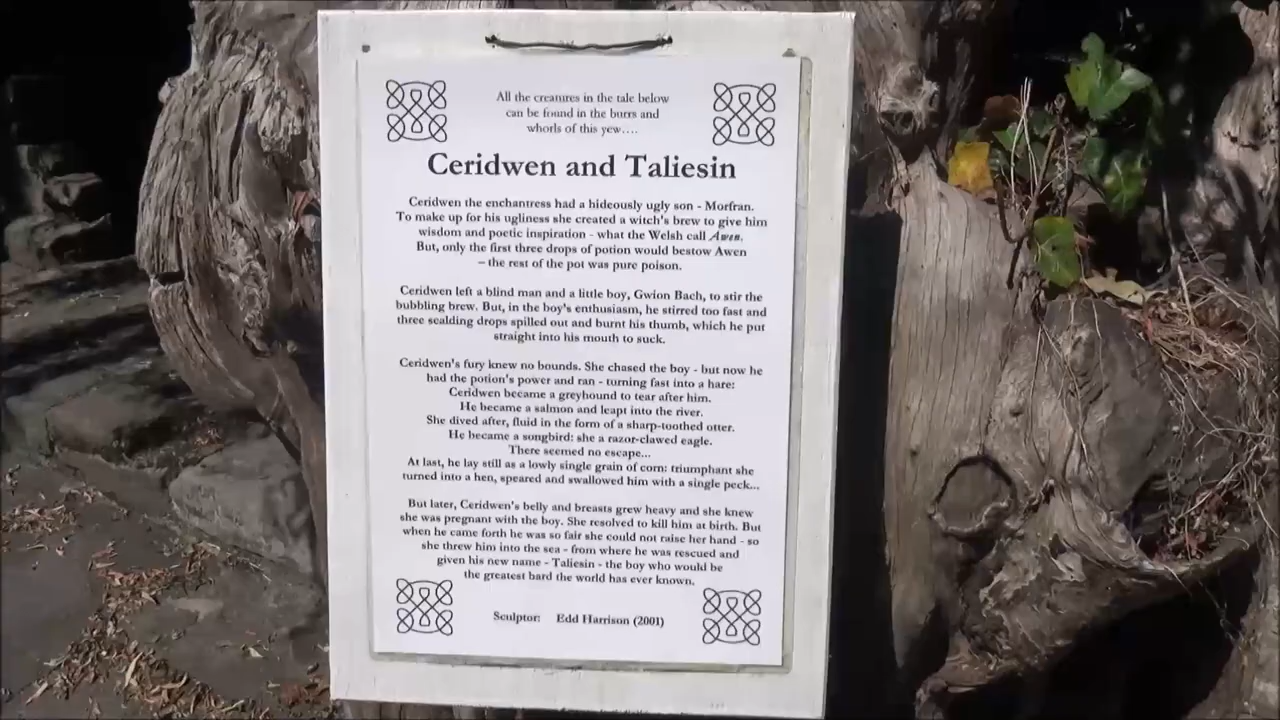 All the creatures in the tale below
can be found in the burrs and
whorls of this yew….
Ceridwen and Taliesin
Ceridwen the enchantress had a hideously ugly son - Morfran.
To make up for his ugliness she created a witch's brew to give him
wisdom and poetic inspiration - what the Welsh call Awen.
But, only the first three drops of potion would bestow Awen
– the rest of the pot was pure poison.
Ceridwen left a blind man and a little boy, Gwion Bach, to stir the
bubbling brew. But, in the boy's enthusiasm, he stirred too fast and
three scalding drops spilled out and burnt his thumb, which he put
straight into his mouth to suck.
Ceridwen's fury knew no bounds. She chased the boy - but now he
had the potion's power and ran - turning fast into a hare:
Ceridwen became a greyhound to tear after him.
He became a salmon and leapt into the river.
She dived after, fluid in the form of a sharp-toothed otter.
He became a songbird: she a razor-clawed eagle.
There seemed no escape...
At last, he lay still as a lowly single grain of corn: triumphant she
turned into a hen, speared and swallowed him with a single peck...
But later, Ceridwen's belly and breasts grew heavy and she knew
she was pregnant with the boy. She resolved to kill him at birth. But
when he came forth he was so fair she could not raise her hand - so
she threw him into the sea - from where he was rescued and
given his new name - Taliesin - the boy who would be
the greatest bard the world has ever known.
Sculptor: Edd Harrison (2001)